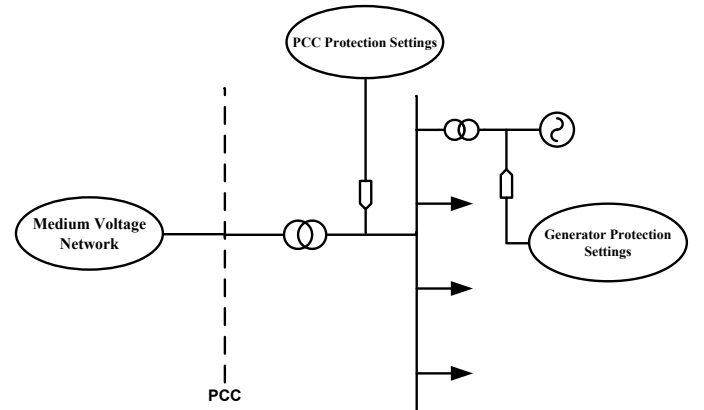 PCC Protection Settings
Medium Voltage
Network
Generator Protection
Settings
PCC